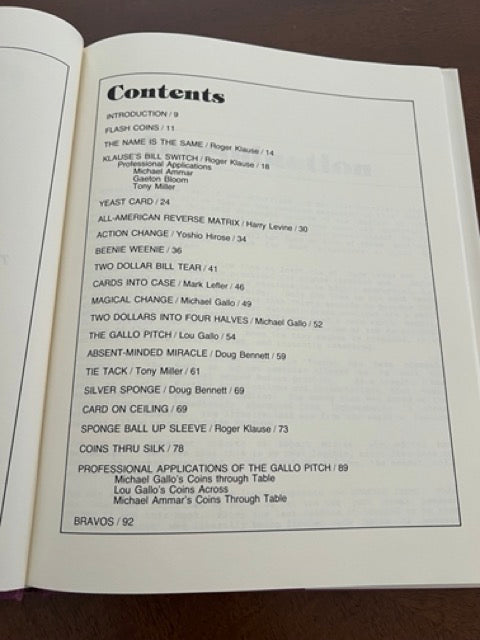 Contents
INTRODUCTION / 9
FLASH COINS / 11
THE NAME IS THE SAME / Roger Klause / 14
KLAUSE'S BILL SWITCH / Roger Klause / 18
Professional Applications
Michael Ammar
Gaeton Bloom
Tony Miller
YEAST CARD / 24
ALL-AMERICAN REVERSE MATRIX / Harry Levine / 30
ACTION CHANGE / Yoshio Hirose / 34
BEENIE WEENIE / 36
TWO DOLLAR BILL TEAR / 41
CARDS INTO CASE / Mark Lefler / 46
MAGICAL CHANGE / Michael Gallo / 49
TWO DOLLARS INTO FOUR HALVES / Michael Gallo / 52
THE GALLO PITCH / Lou Gallo / 54
ABSENT-MINDED MIRACLE / Doug Bennett / 59
TIE TACK / Tony Miller / 61
SILVER SPONGE / Doug Bennett / 69
CARD ON CEILING / 69
SPONGE BALL UP SLEEVE / Roger Klause / 73
COINS THRU SILK / 78
PROFESSIONAL APPLICATIONS OF THE GALLO PITCH / 89
Michael Gallo's Coins through Table
Lou Gallo's Coins Across
Michael Ammar's Coins Through Table
BRAVOS / 92